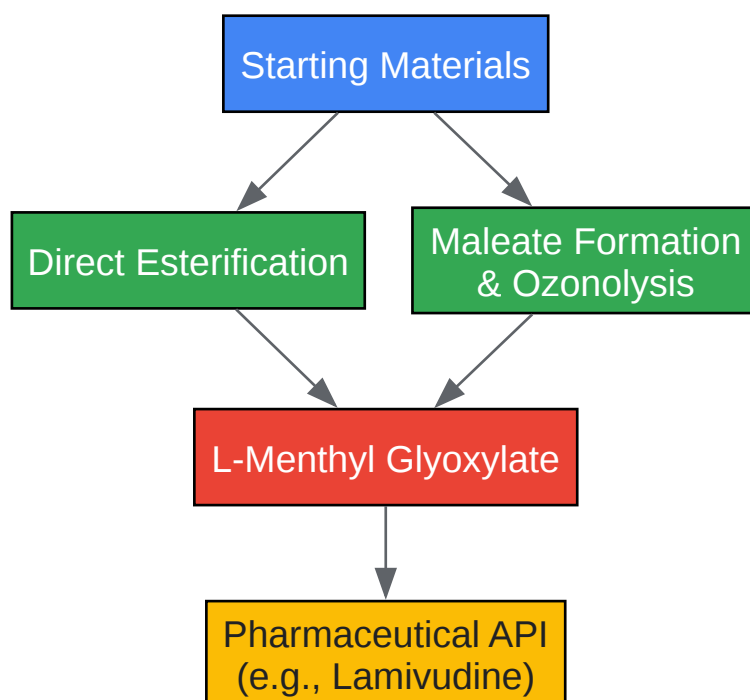 Starting Materials
Direct Esterification
Maleate Formation
& Ozonolysis
L-Menthyl Glyoxylate
Pharmaceutical API
(e.g., Lamivudine)